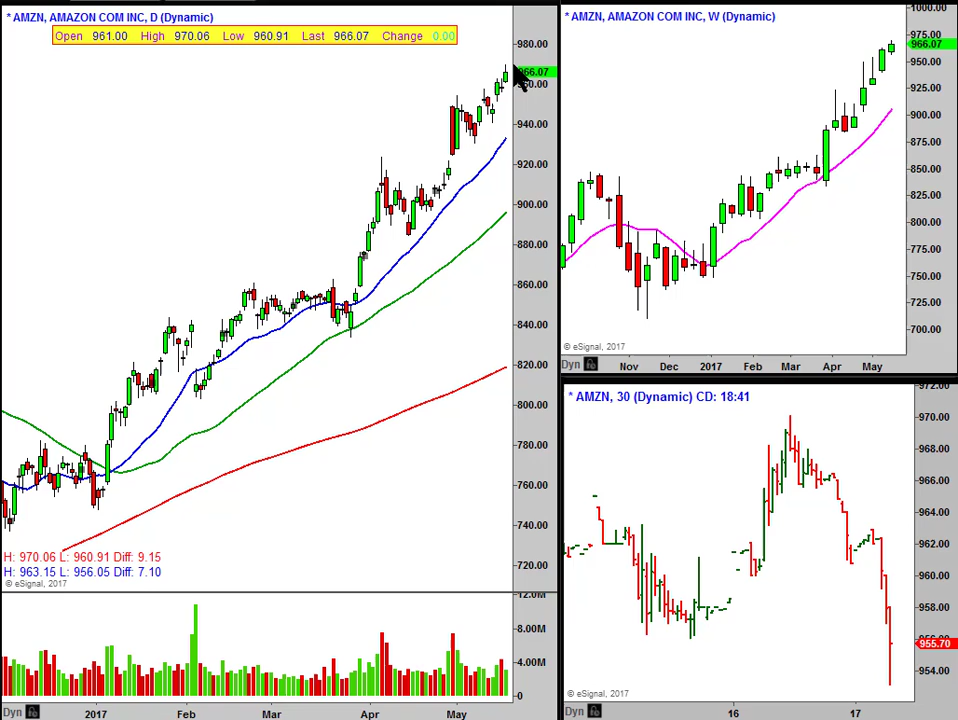 * AMZN, AMAZON COM INC, D (Dynamic)
Open 961.00 High 970.06 Low 960.91 Last 966.07 Change 0.00
980.00
966.07
960.00
940.00
920.00
900.00
880.00
860.00
840.00
820.00
800.00
780.00
760.00
740.00
720.00
H: 970.06 L: 960.91 Diff: 9.15
H: 963.15 L: 956.05 Diff: 7.10
© eSignal, 2017
12.0M
8.00M
4.00M
0
Dyn 2017 Feb Mar Apr May
* AMZN, AMAZON COM INC, W (Dynamic)
1000.00
975.00
966.07
950.00
925.00
900.00
875.00
850.00
825.00
800.00
775.00
750.00
725.00
700.00
© eSignal, 2017
Dyn Nov Dec 2017 Feb Mar Apr May
* AMZN, 30 (Dynamic) CD: 18:41
972.00
970.00
968.00
966.00
964.00
962.00
960.00
958.00
955.70
954.00
© eSignal, 2017
Dyn 16 17